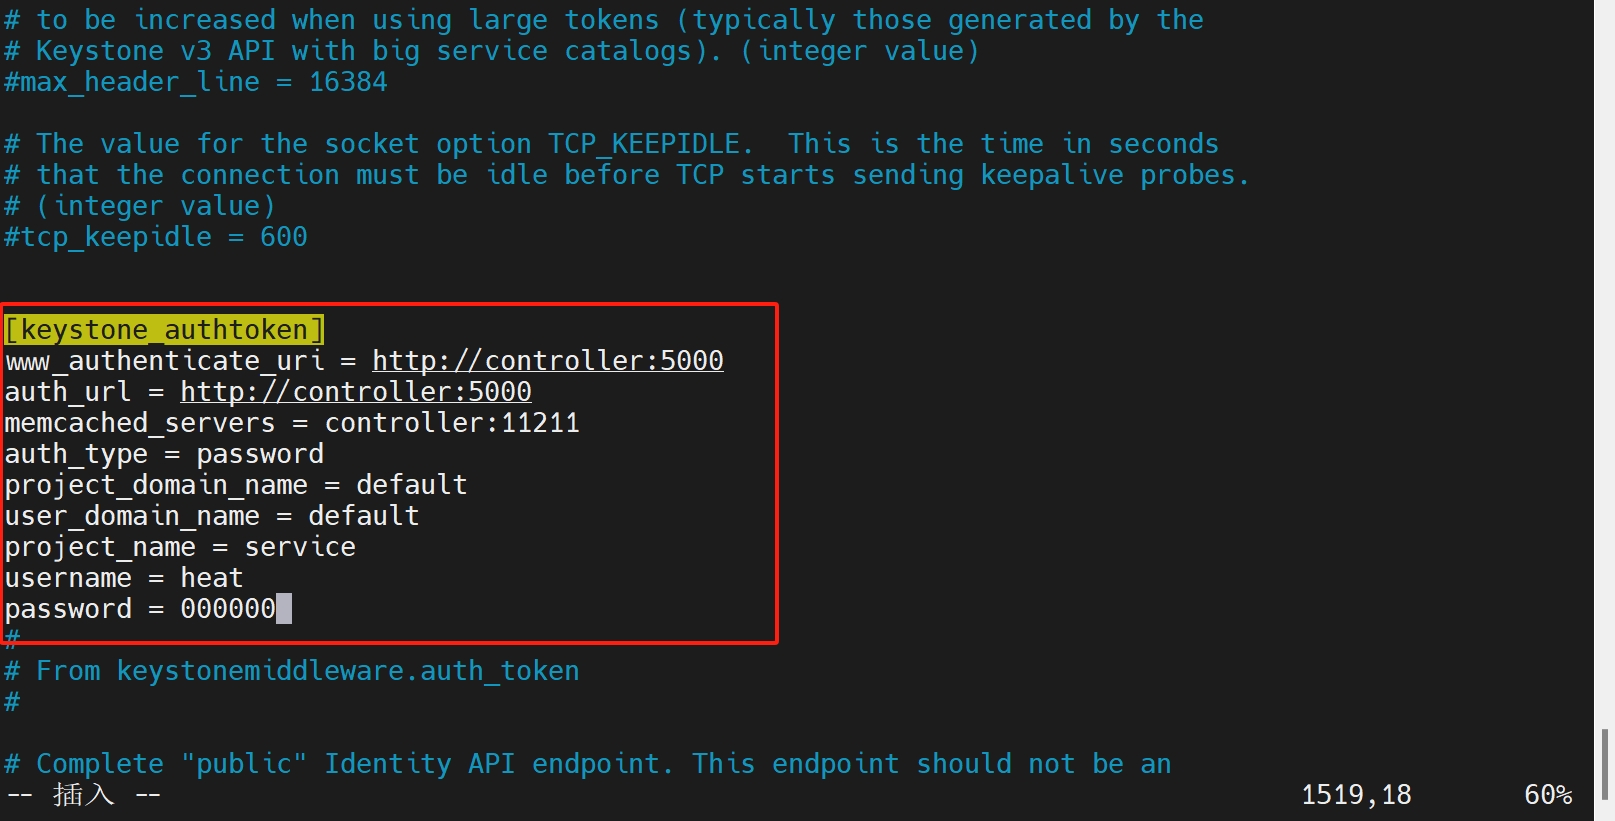 # to be increased when using large tokens (typically those generated by the
# Keystone v3 API with big service catalogs). (integer value)
#max_header_line = 16384
# The value for the socket option TCP_KEEPIDLE.  This is the time in seconds
# that the connection must be idle before TCP starts sending keepalive probes.
# (integer value)
#tcp_keepidle = 600
[keystone_authtoken]
www_authenticate_uri = http://controller:5000
auth_url = http://controller:5000
memcached_servers = controller:11211
auth_type = password
project_domain_name = default
user_domain_name = default
project_name = service
username = heat
password = 000000
#
# From keystonemiddleware.auth_token
#
# Complete "public" Identity API endpoint. This endpoint should not be an
-- 插入 -- 1519,18 60%